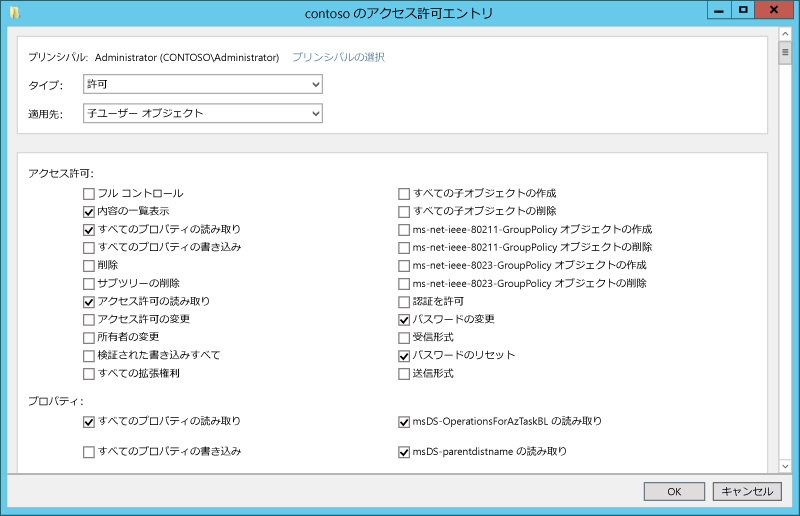 contoso のアクセス許可エントリ
プリンシパル: Administrator (CONTOSO\Administrator) プリンシパルの選択
タイプ: 許可
適用先: 子ユーザー オブジェクト
アクセス許可:
フル コントロール すべての子オブジェクトの作成
内容の一覧表示 すべての子オブジェクトの削除
すべてのプロパティの読み取り ms-net-ieee-80211-GroupPolicy オブジェクトの作成
すべてのプロパティの書き込み ms-net-ieee-80211-GroupPolicy オブジェクトの削除
削除 ms-net-ieee-8023-GroupPolicy オブジェクトの作成
サブツリーの削除 ms-net-ieee-8023-GroupPolicy オブジェクトの削除
アクセス許可の読み取り 認証を許可
アクセス許可の変更 パスワードの変更
所有者の変更 受信形式
検証された書き込みすべて パスワードのリセット
すべての拡張権利 送信形式
プロパティ:
すべてのプロパティの読み取り msDS-OperationsForAzTaskBL の読み取り
すべてのプロパティの書き込み msDS-parentdistname の読み取り
OK キャンセル